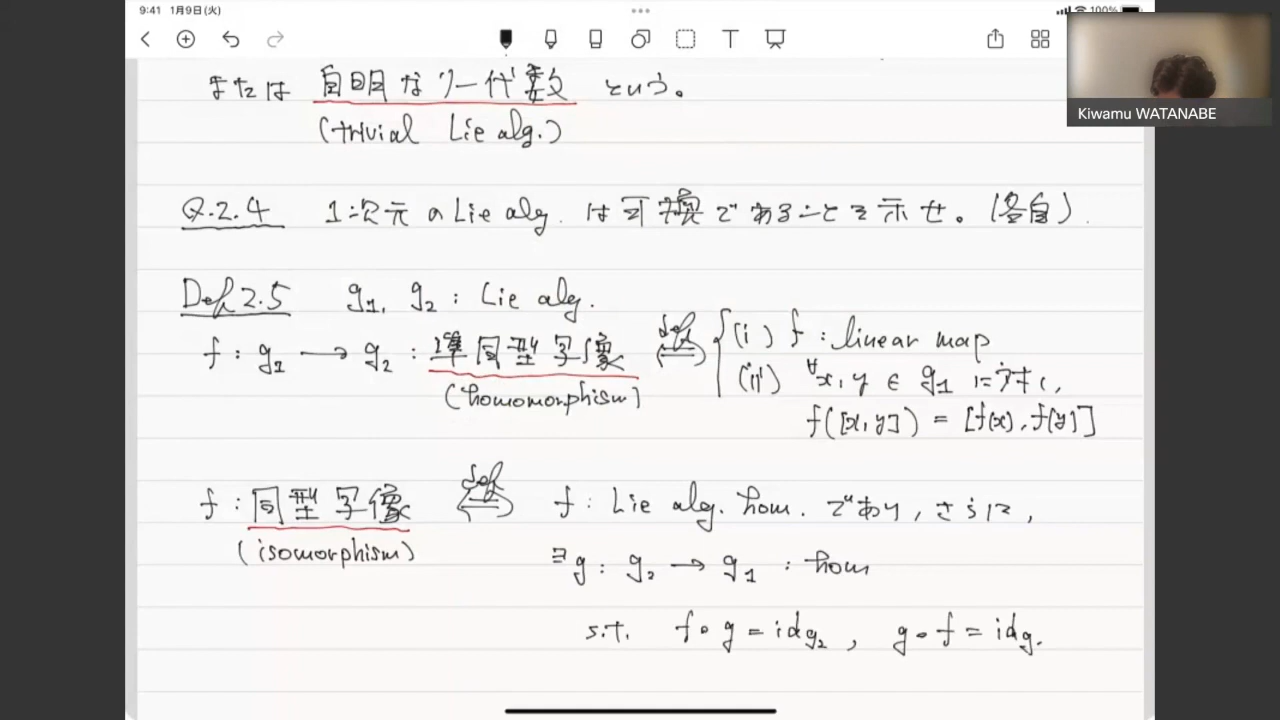 9:41 1月9日(火)
100%
Kiwamu WATANABE
または 自明なリー代数 という。
(trivial Lie alg.)
Q.2.4 1次元のLie alg. は可換であることを示せ。(各自)
Def 2.5 g₁, g₂ : Lie alg.
f : g₁ → g₂ : 準同型写像 ⇔def { (i) f : linear map
(homomorphism) (ii) ∀x, y ∈ g₁ に対し,
f([x,y]) = [f(x), f(y)]
f : 同型写像 ⇔def f : Lie alg. hom. であり, さらに,
(isomorphism) ∃g : g₂ → g₁ : hom
s.t. f∘g = id_g₂ , g∘f = id_g.